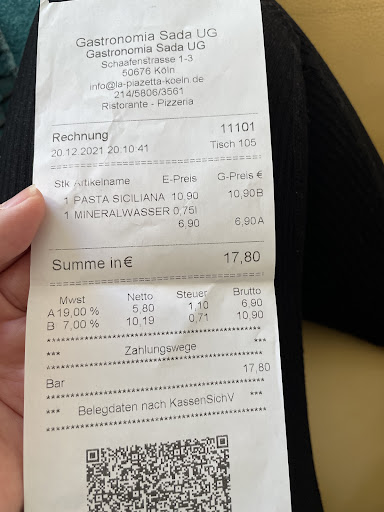 Gastronomia Sada UG
Gastronomia Sada UG
Schaafenstrasse 1-3
50676 Köln
info@la-piazetta-koeln.de
214/5806/3561
Ristorante - Pizzeria
Rechnung 11101
20.12.2021 20:10:41 Tisch 105
Stk Artikelname E-Preis G-Preis €
1 PASTA SICILIANA 10,90 10,90B
1 MINERALWASSER 0,75l
6,90 6,90A
Summe in€ 17,80
Mwst Netto Steuer Brutto
A 19,00 % 5,80 1,10 6,90
B 7,00 % 10,19 0,71 10,90
*** Zahlungswege ***
Bar 17,80
*** Belegdaten nach KassenSichV ***